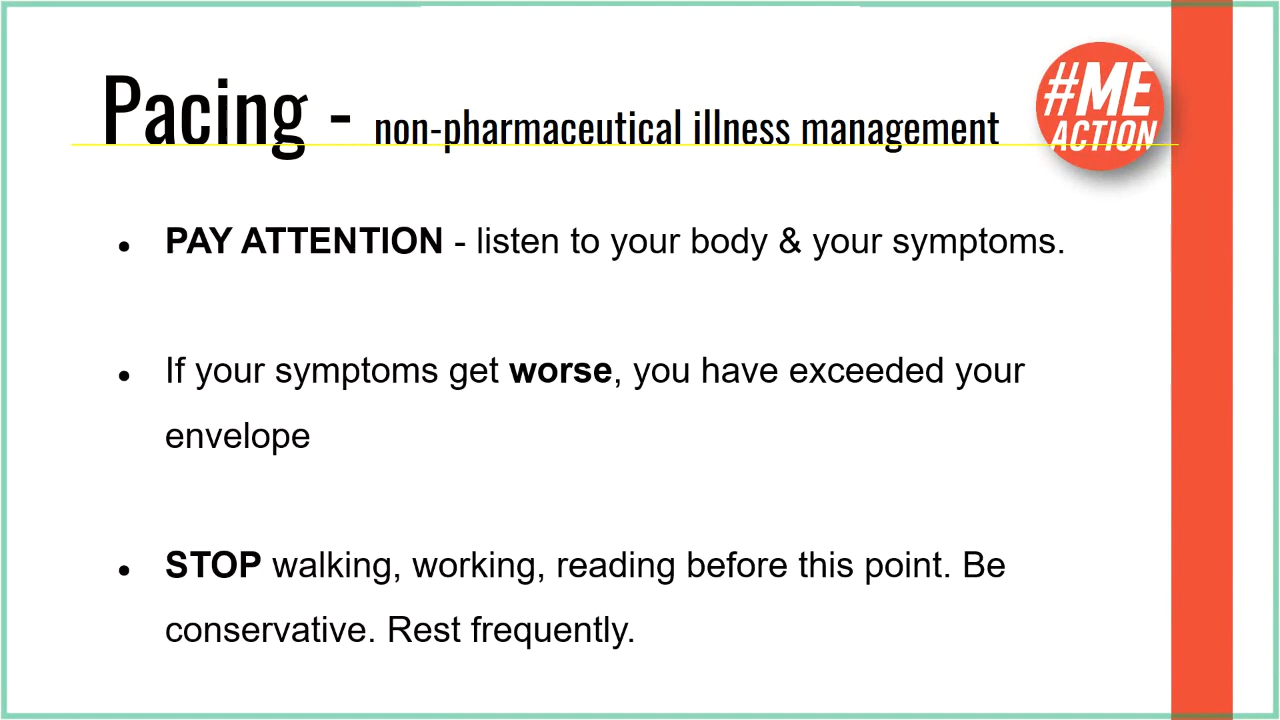 Pacing - non-pharmaceutical illness management
#ME
ACTION
● PAY ATTENTION - listen to your body & your symptoms.
● If your symptoms get worse, you have exceeded your
envelope
● STOP walking, working, reading before this point. Be
conservative. Rest frequently.